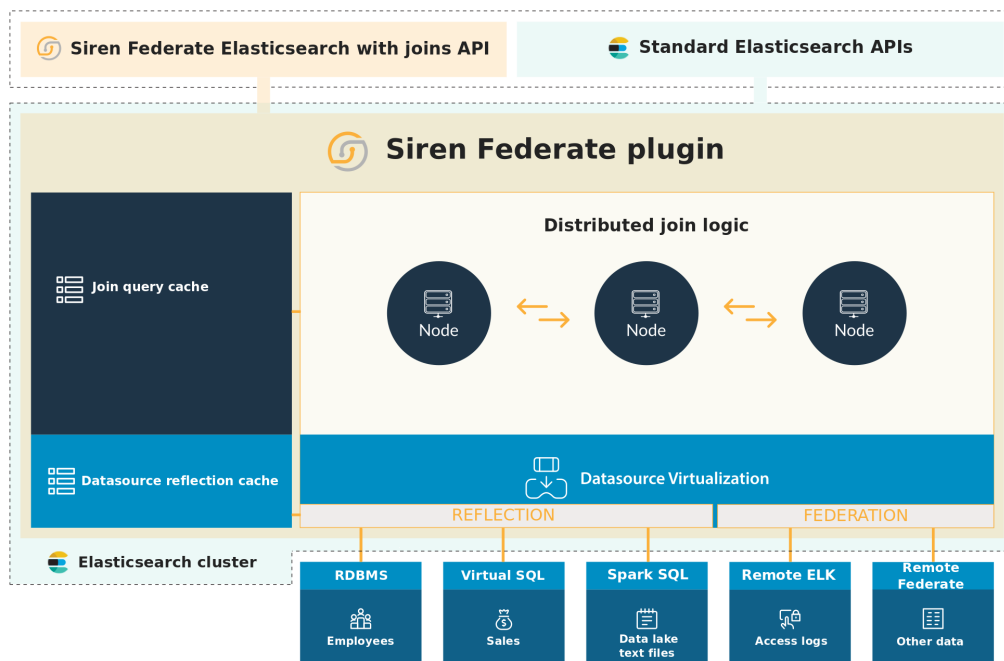 Siren Federate Elasticsearch with joins API
Standard Elasticsearch APIs
Siren Federate plugin
Join query cache
Distributed join logic
Node
Node
Node
Datasource reflection cache
Datasource Virtualization
REFLECTION
FEDERATION
Elasticsearch cluster
RDBMS
Employees
Virtual SQL
Sales
Spark SQL
Data lake
text files
Remote ELK
Access logs
Remote
Federate
Other data